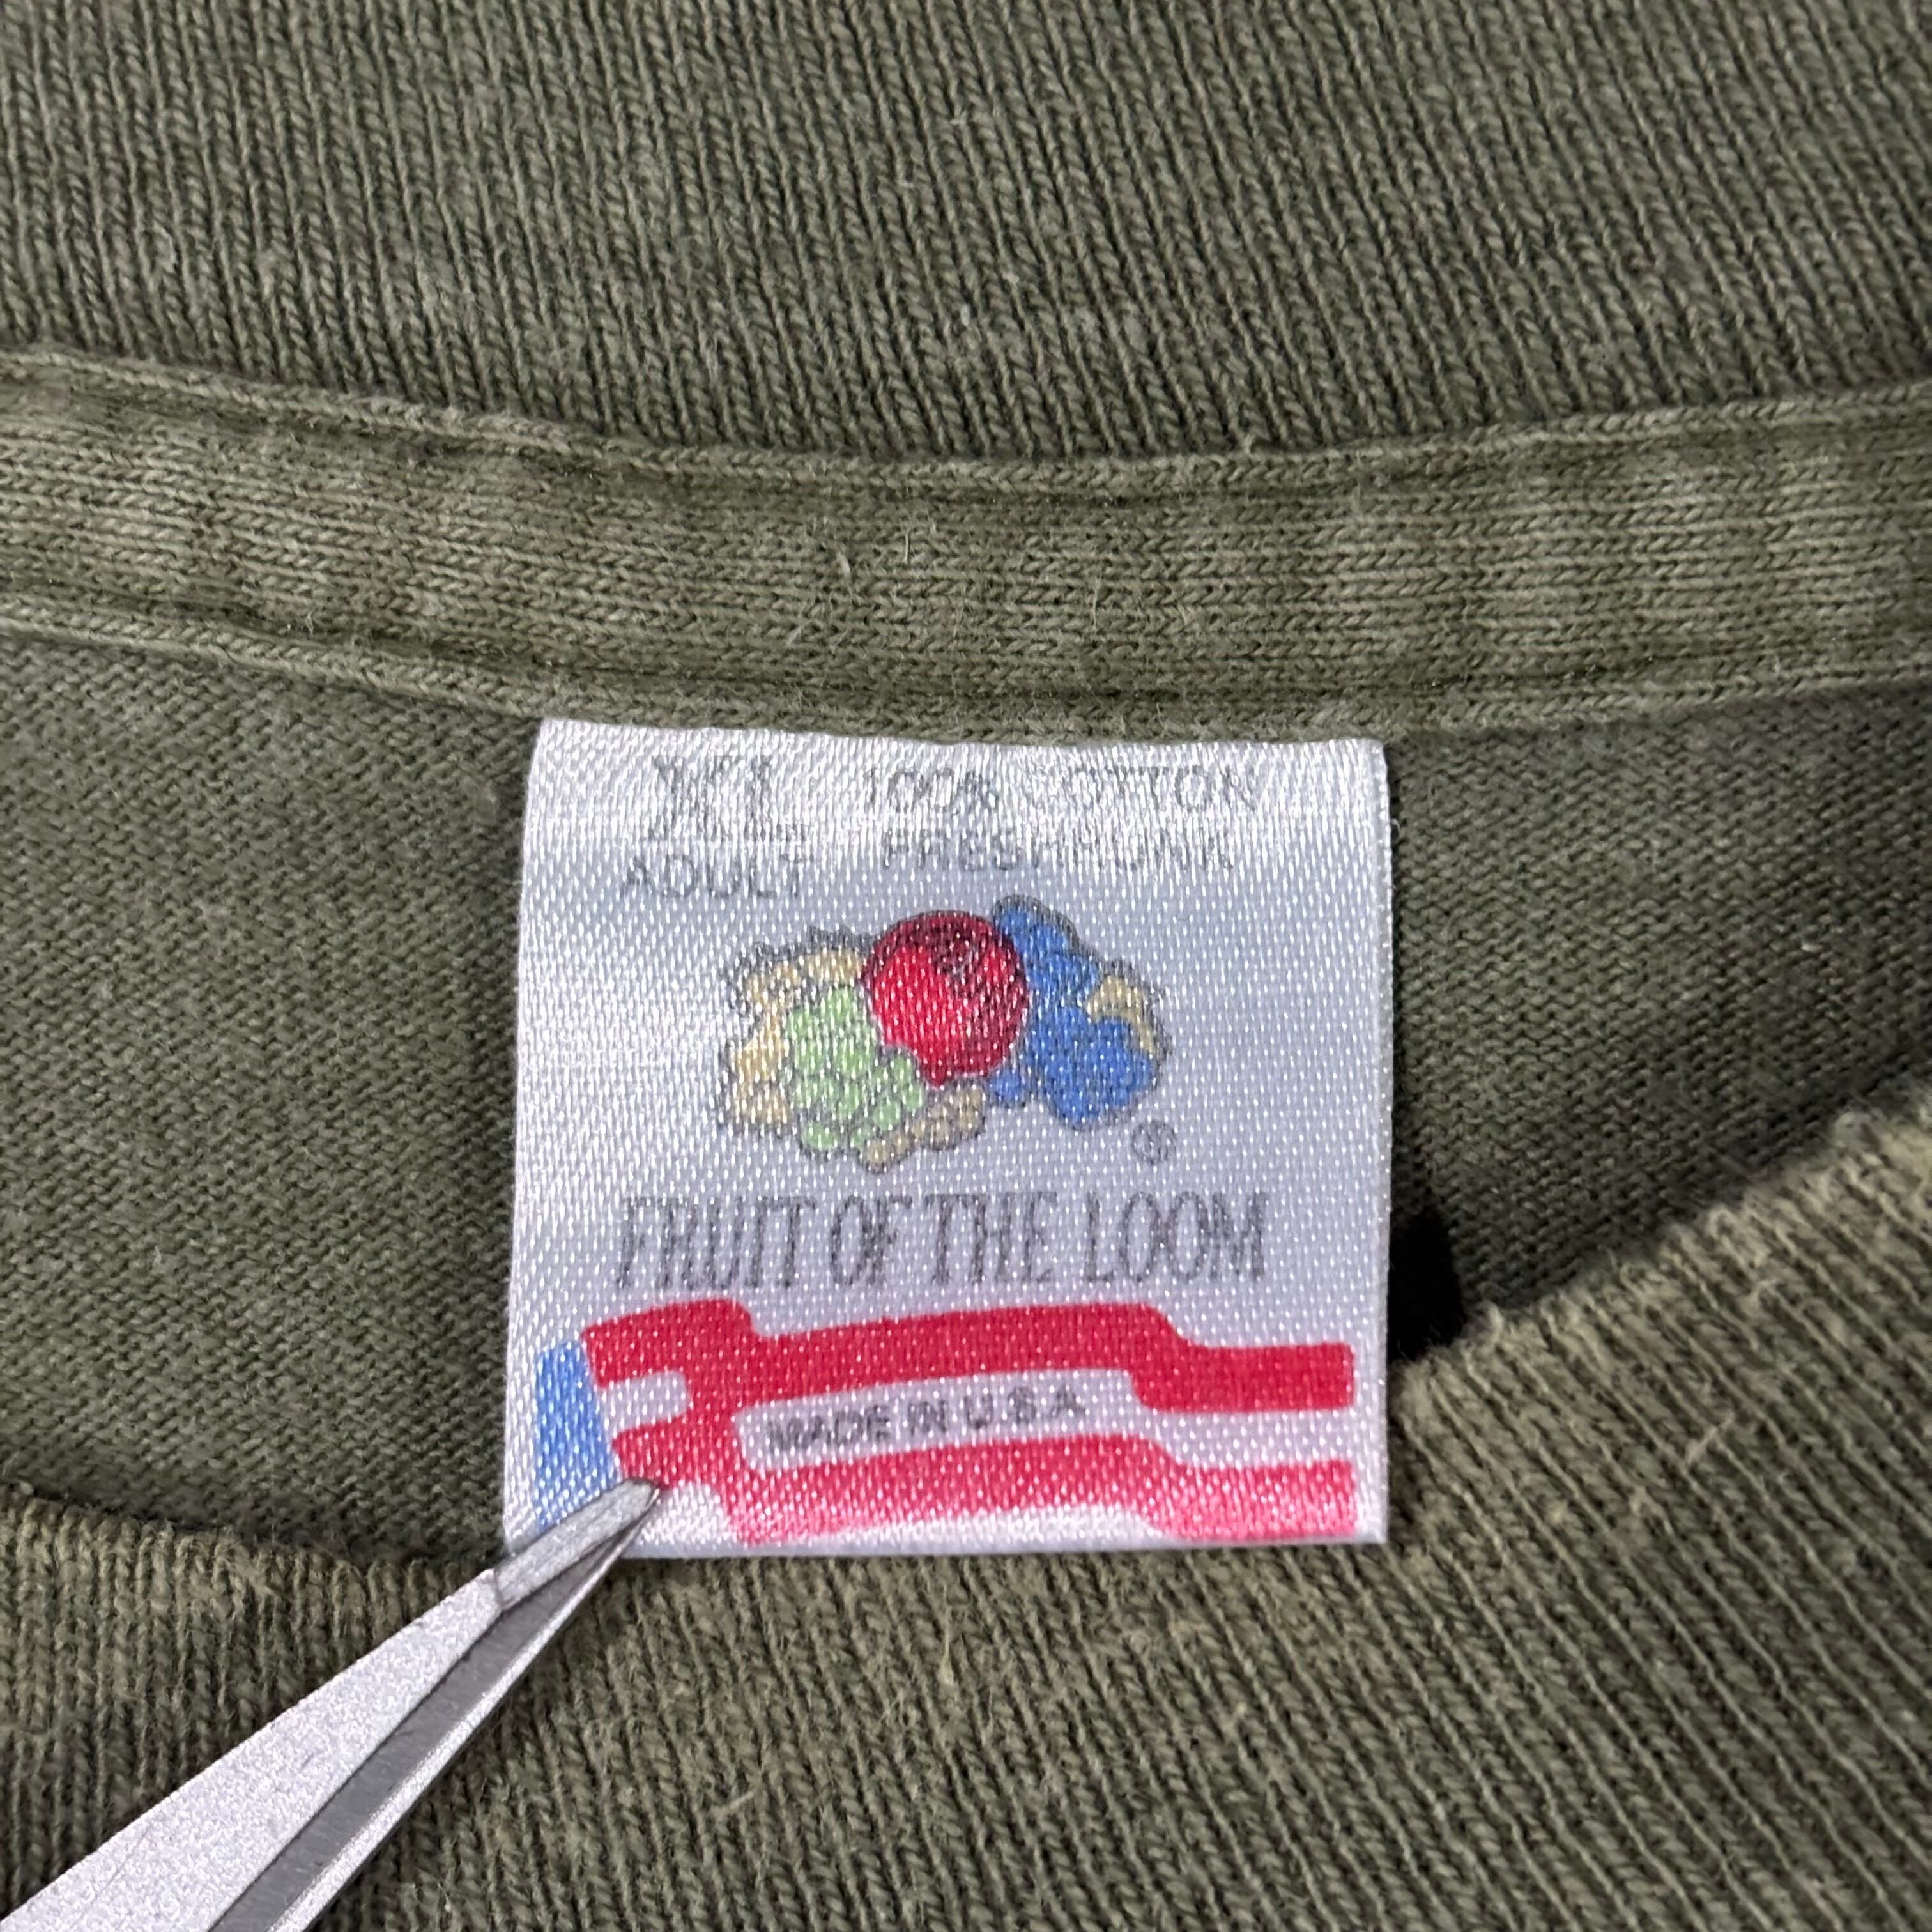 XL 100% COTTON
ADULT PRESHRUNK
®
FRUIT OF THE LOOM
MADE IN U.S.A